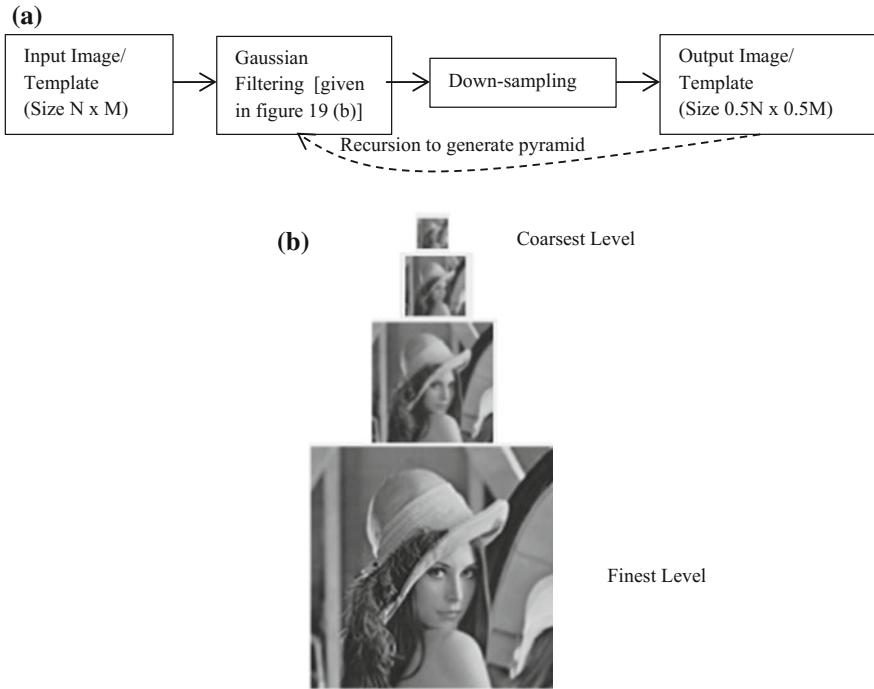 (a)
Input Image/
Template
(Size N x M)
Gaussian
Filtering [given
in figure 19 (b)]
Down-sampling
Output Image/
Template
(Size 0.5N x 0.5M)
Recursion to generate pyramid
(b)
Coarsest Level
Finest Level